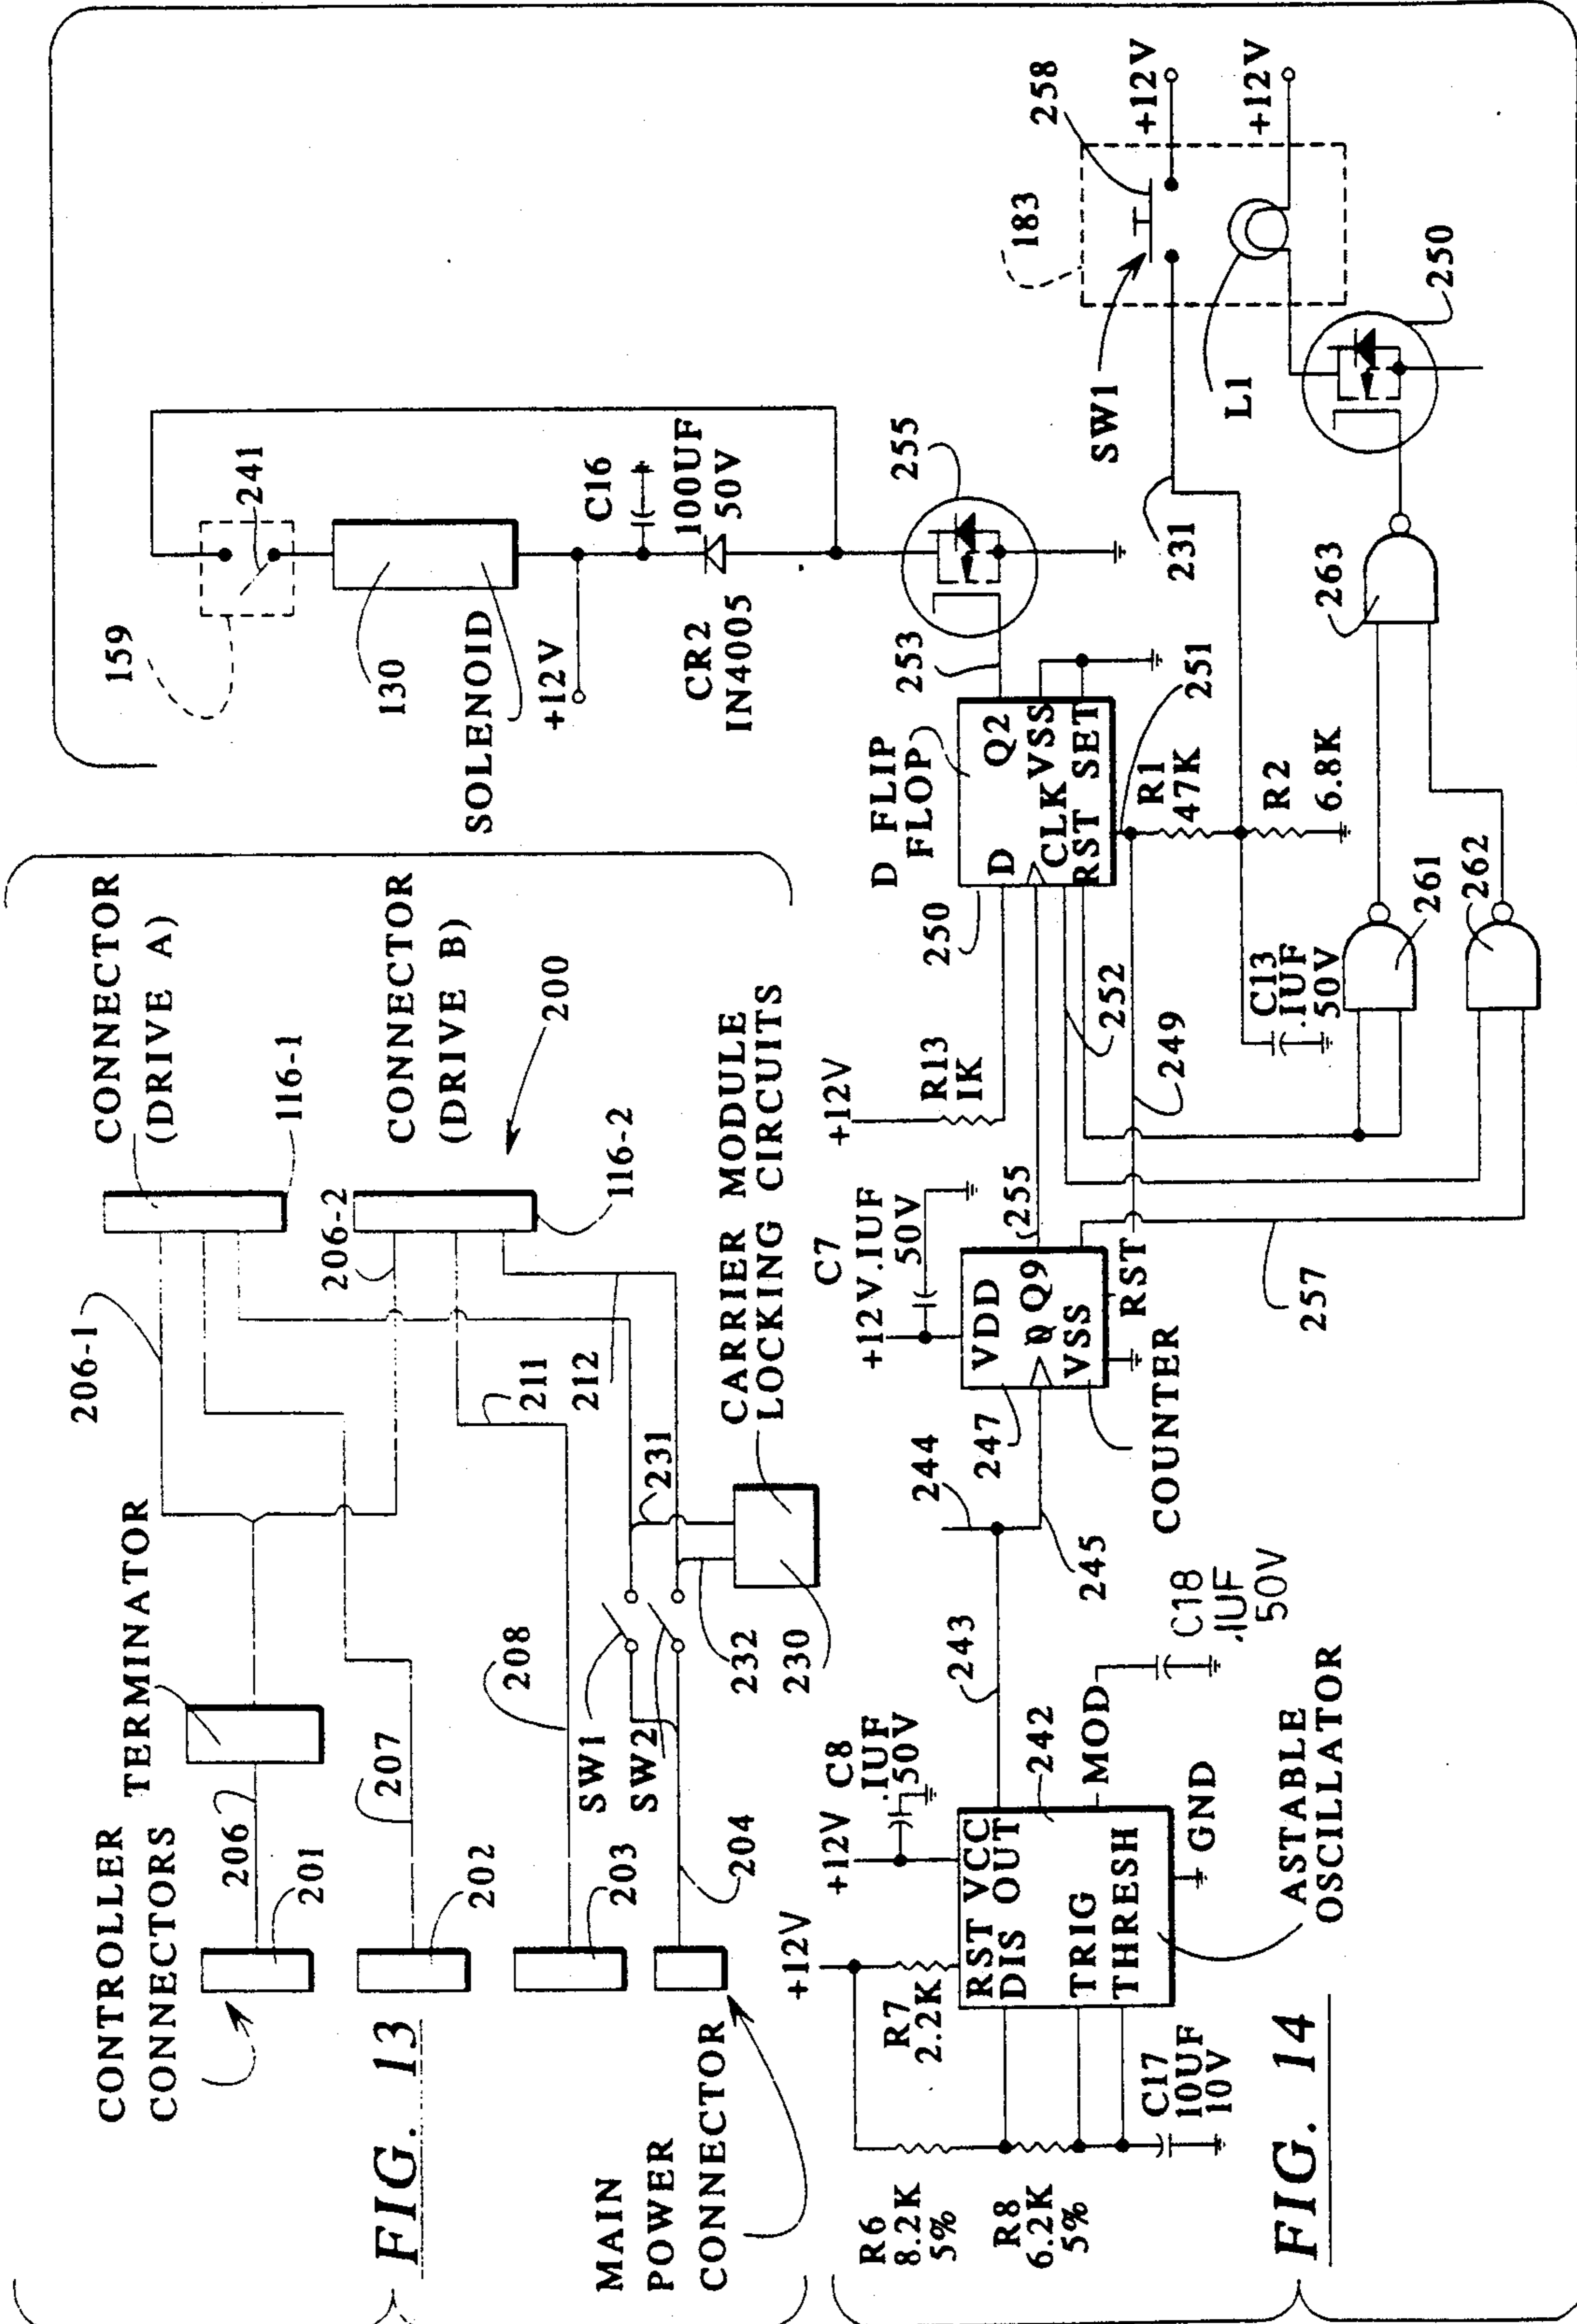 CONTROLLER
CONNECTORS
TERMINATOR
206
201
207
202
208
203
204
SW1
SW2
232
230
231
206-1
206-2
211
212
CONNECTOR
(DRIVE A)
116-1
CONNECTOR
(DRIVE B)
200
116-2
CARRIER MODULE
LOCKING CIRCUITS
MAIN
POWER
CONNECTOR
FIG. 13
159
241
130
SOLENOID
+12V
C16
100UF
50V
CR2
IN4005
255
253
D FLIP
FLOP
250
D
Q2
CLK
VSS
RST
SET
251
252
249
R13
1K
+12V
R1
47K
R2
6.8K
C13
.1UF
50V
231
SW1
183
258
+12V
+12V
L1
250
263
261
262
C7
+12V.1UF
50V
255
VDD
Q Q9
VSS
RST
247
COUNTER
257
244
245
243
+12V
C8
.1UF
50V
+12V
R7
2.2K
RST VCC
DIS OUT
TRIG
THRESH
242
MOD
GND
C18
.1UF
50V
ASTABLE
OSCILATOR
R6
8.2K
5%
R8
6.2K
5%
C17
10UF
10V
FIG. 14